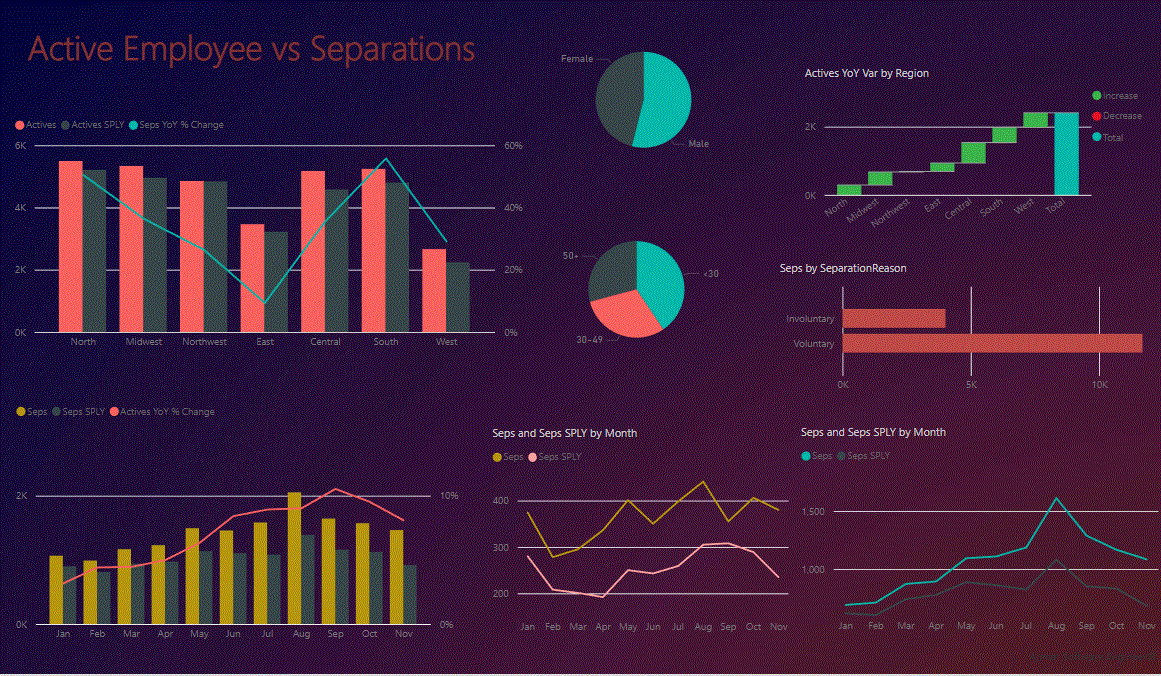 Active Employee vs Separations
Actives Actives SPLY Seps YoY % Change
6K 60%
4K 40%
2K 20%
0K 0%
North Midwest Northwest East Central South West
Female
Male
50+
<30
30-49
Actives YoY Var by Region
Increase
Decrease
Total
2K
0K
North Midwest Northwest East Central South West Total
Seps by SeparationReason
Involuntary
Voluntary
0K 5K 10K
Seps Seps SPLY Actives YoY % Change
2K 10%
0K 0%
Jan Feb Mar Apr May Jun Jul Aug Sep Oct Nov
Seps and Seps SPLY by Month
Seps Seps SPLY
400
300
200
Jan Feb Mar Apr May Jun Jul Aug Sep Oct Nov
Seps and Seps SPLY by Month
Seps Seps SPLY
1,500
1,000
Jan Feb Mar Apr May Jun Jul Aug Sep Oct Nov